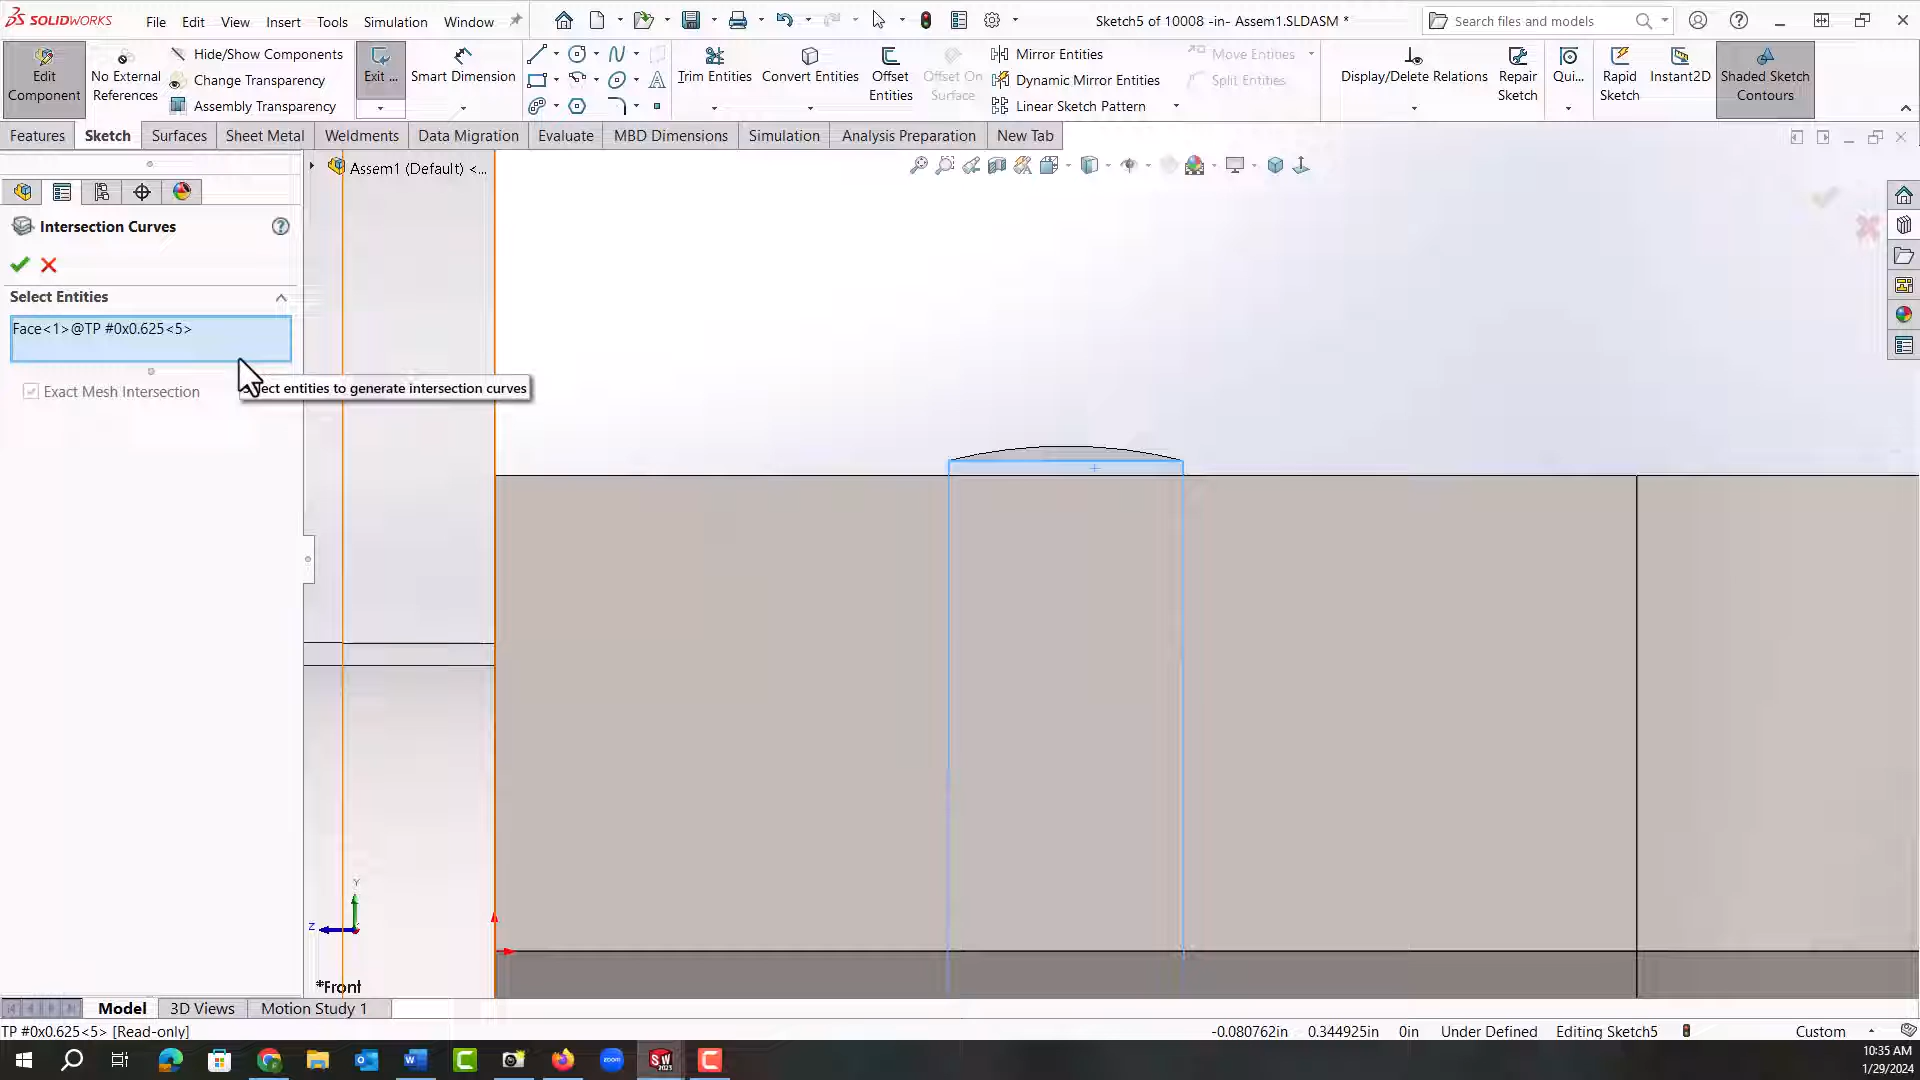 SOLIDWORKS
File Edit View Insert Tools Simulation Window
Sketch5 of 10008 -in- Assem1.SLDASM *
Search files and models
Edit Component
No External References
Hide/Show Components
Change Transparency
Assembly Transparency
Exit ...
Smart Dimension
Trim Entities
Convert Entities
Offset Entities
Offset On Surface
Mirror Entities
Dynamic Mirror Entities
Linear Sketch Pattern
Move Entities
Split Entities
Display/Delete Relations
Repair Sketch
Qui...
Rapid Sketch
Instant2D
Shaded Sketch Contours
Features Sketch Surfaces Sheet Metal Weldments Data Migration Evaluate MBD Dimensions Simulation Analysis Preparation New Tab
Assem1 (Default) <...
Intersection Curves
Select Entities
Face<1>@TP #0x0.625<5>
Exact Mesh Intersection
ect entities to generate intersection curves
Y
Z
*Front
Model 3D Views Motion Study 1
TP #0x0.625<5> [Read-only]
-0.080762in 0.344925in 0in Under Defined Editing Sketch5 Custom
zoom
SW
2023
10:35 AM
1/29/2024